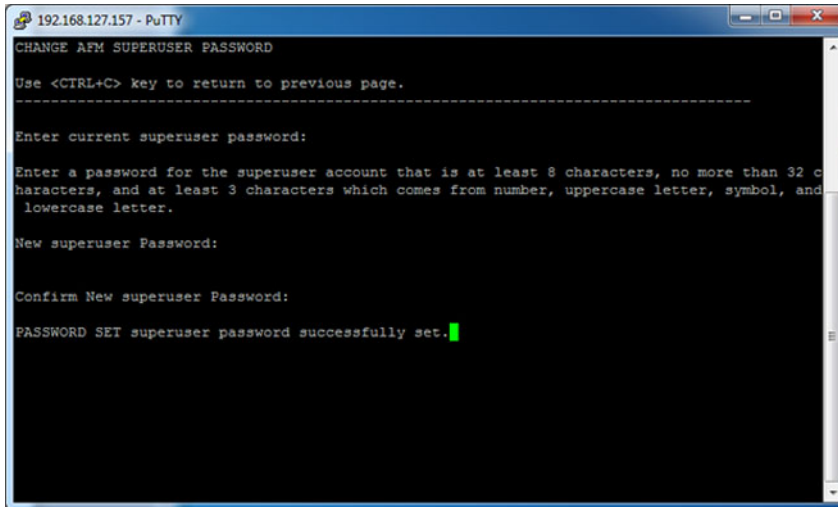 192.168.127.157 - PuTTY
CHANGE AFM SUPERUSER PASSWORD
Use <CTRL+C> key to return to previous page.
--------------------------------------------------------------------------------
Enter current superuser password:
Enter a password for the superuser account that is at least 8 characters, no more than 32 c
haracters, and at least 3 characters which comes from number, uppercase letter, symbol, and
 lowercase letter.
New superuser Password:
Confirm New superuser Password:
PASSWORD SET superuser password successfully set.